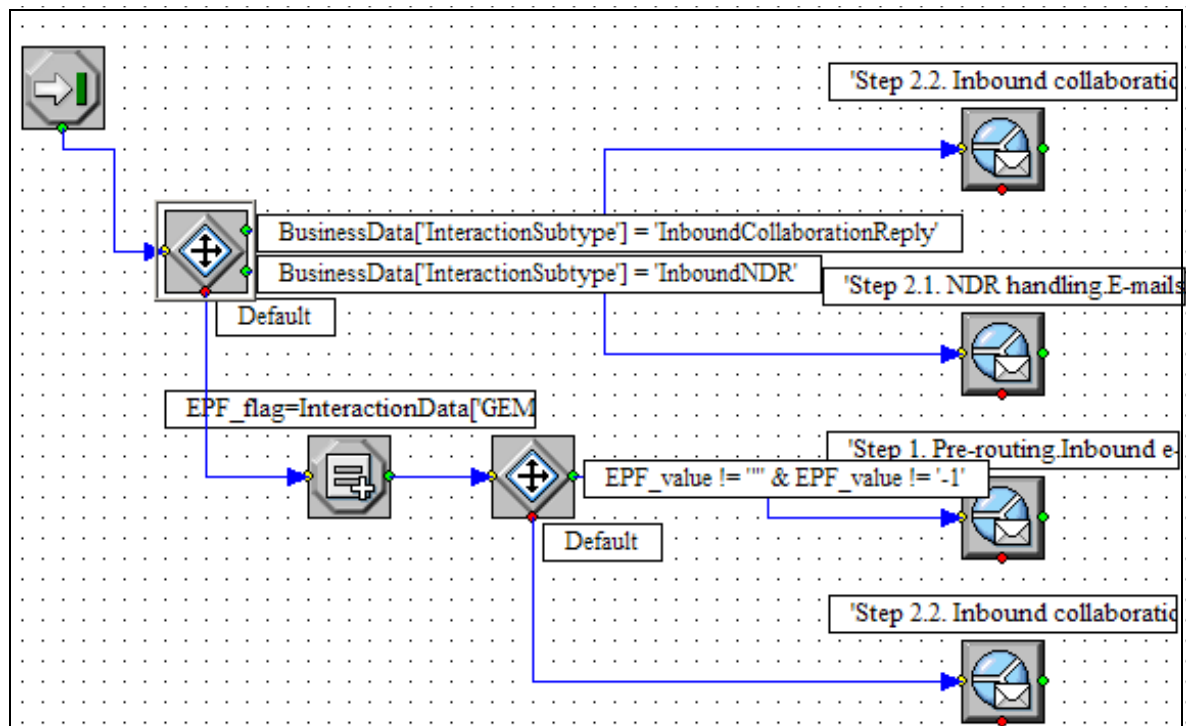 'Step 2.2. Inbound collaboratio
BusinessData['InteractionSubtype'] = 'InboundCollaborationReply'
BusinessData['InteractionSubtype'] = 'InboundNDR'
'Step 2.1. NDR handling.E-mails
Default
EPF_flag=InteractionData['GEM
'Step 1. Pre-routing.Inbound e-
EPF_value != '''' & EPF_value != '-1'
Default
'Step 2.2. Inbound collaboratio